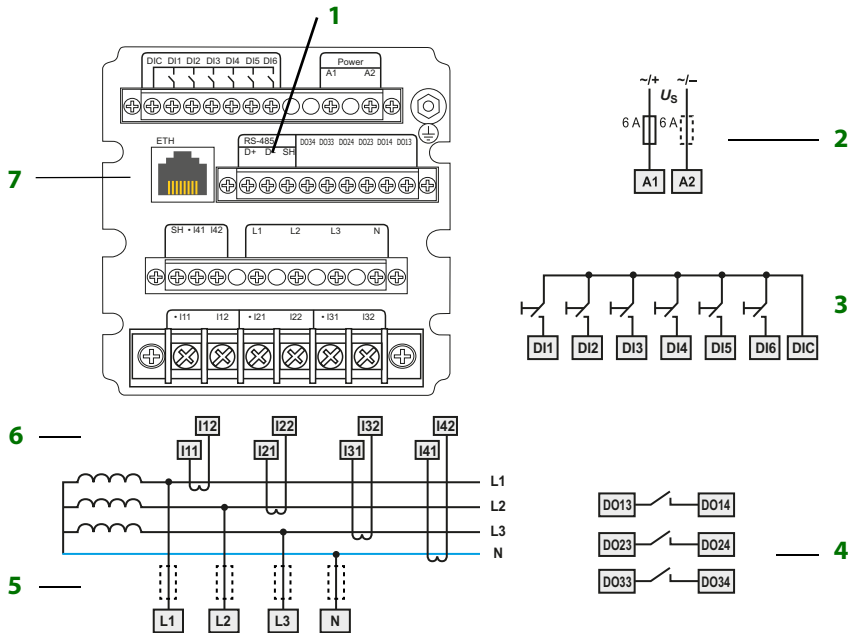 1
DIC DI1 DI2 DI3 DI4 DI5 DI6
Power
A1 A2
ETH
RS-485
D+ D- SH
DO34 DO33 DO24 DO23 DO14 DO13
7
SH • I41 I42
L1 L2 L3 N
• I11 I12 • I21 I22 • I31 I32
~/+ ~/–
US
6 A 6 A
A1 A2
2
3
DI1 DI2 DI3 DI4 DI5 DI6 DIC
6
I12 I22 I32 I42
I11 I21 I31 I41
L1
L2
L3
N
5
L1 L2 L3 N
DO13 DO14
DO23 DO24
4
DO33 DO34